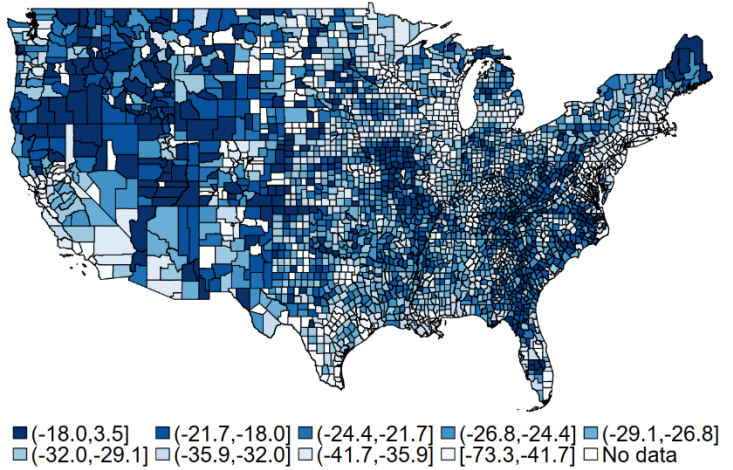 (-18.0,3.5] (-21.7,-18.0] (-24.4,-21.7] (-26.8,-24.4] (-29.1,-26.8]
(-32.0,-29.1] (-35.9,-32.0] (-41.7,-35.9] [-73.3,-41.7] No data